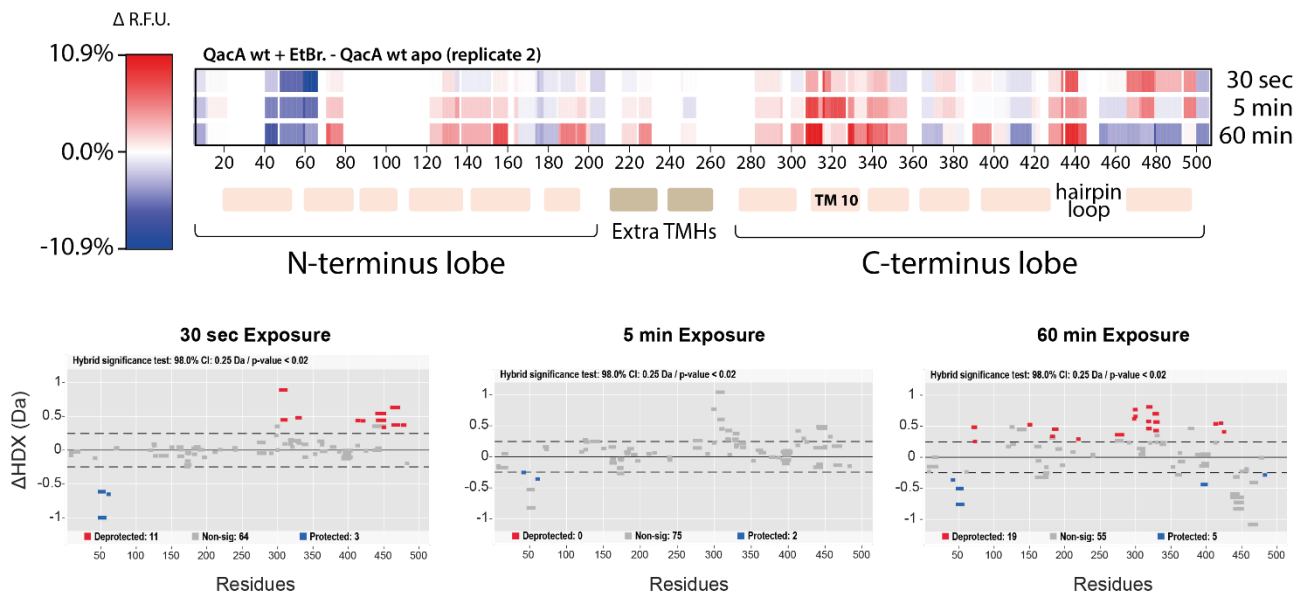 Δ R.F.U.
10.9%
0.0%
-10.9%
QacA wt + EtBr. - QacA wt apo (replicate 2)
30 sec
5 min
60 min
20 40 60 80 100 120 140 160 180 200 220 240 260 280 300 320 340 360 380 400 420 440 460 480 500
TM 10
hairpin
loop
Extra TMHs
N-terminus lobe
C-terminus lobe
30 sec Exposure
Hybrid significance test: 98.0% CI: 0.25 Da / p-value < 0.02
ΔHDX (Da)
1
0.5
0
-0.5
-1
Deprotected: 11 Non-sig: 64 Protected: 3
50 100 150 200 250 300 350 400 450 500
Residues
5 min Exposure
Hybrid significance test: 98.0% CI: 0.25 Da / p-value < 0.02
1
0.5
0
-0.5
-1
Deprotected: 0 Non-sig: 75 Protected: 2
50 100 150 200 250 300 350 400 450 500
Residues
60 min Exposure
Hybrid significance test: 98.0% CI: 0.25 Da / p-value < 0.02
1
0.5
0
-0.5
-1
Deprotected: 19 Non-sig: 55 Protected: 5
50 100 150 200 250 300 350 400 450 500
Residues